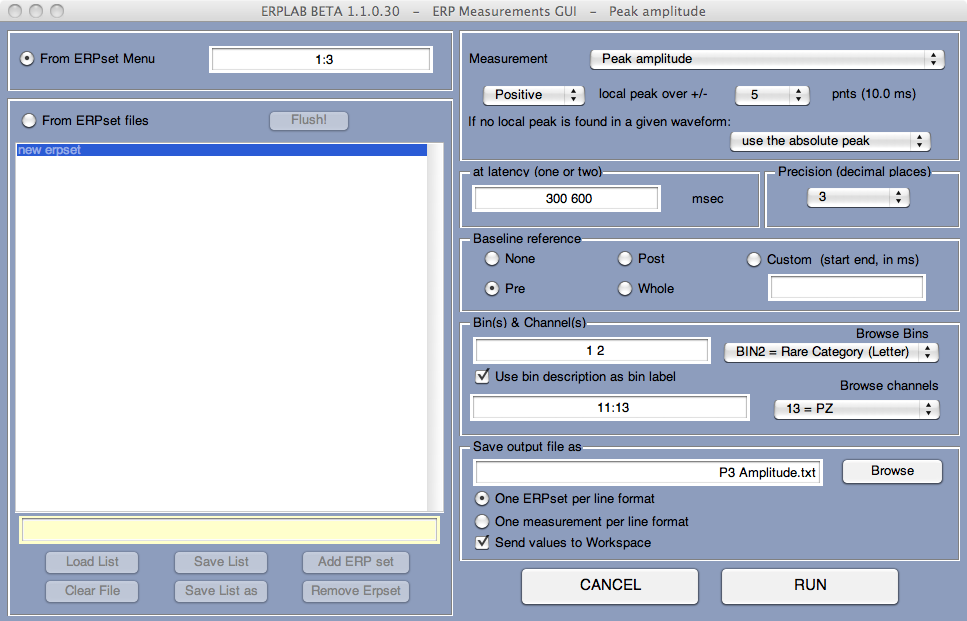 ERPLAB BETA 1.1.0.30 - ERP Measurements GUI - Peak amplitude
From ERPset Menu
1:3
From ERPset files
Flush!
new erpset
Load List
Save List
Add ERP set
Clear File
Save List as
Remove Erpset
Measurement
Peak amplitude
Positive
local peak over +/-
5
pnts (10.0 ms)
If no local peak is found in a given waveform:
use the absolute peak
at latency (one or two)
300 600
msec
Precision (decimal places)
3
Baseline reference
None
Post
Custom (start end, in ms)
Pre
Whole
Bin(s) & Channel(s)
Browse Bins
1 2
BIN2 = Rare Category (Letter)
Use bin description as bin label
Browse channels
11:13
13 = PZ
Save output file as
P3 Amplitude.txt
Browse
One ERPset per line format
One measurement per line format
Send values to Workspace
CANCEL
RUN